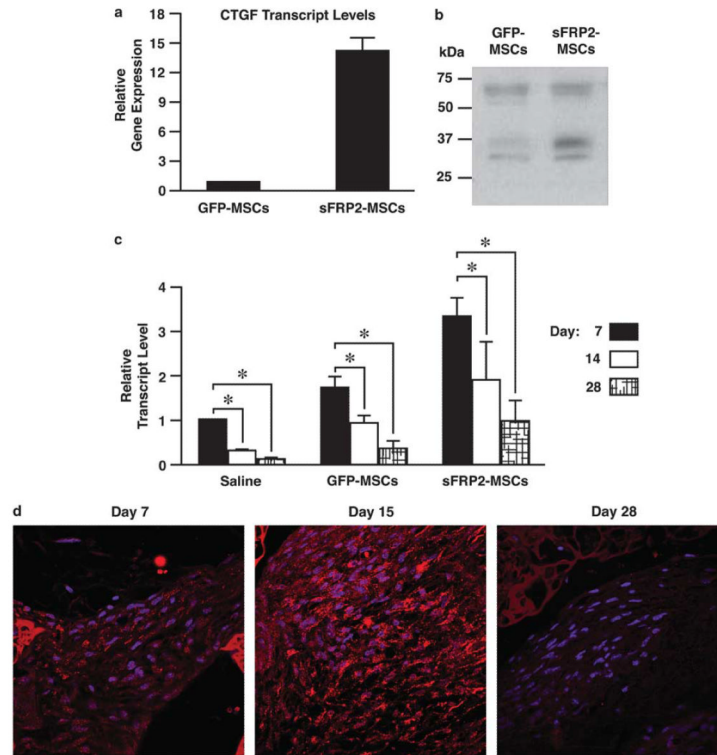 a
CTGF Transcript Levels
18
15
12
9
6
3
0
Relative
Gene Expression
GFP-MSCs
sFRP2-MSCs
b
GFP-
MSCs
sFRP2-
MSCs
kDa
75
50
37
25
c
4
3
2
1
0
Relative
Transcript Level
*
*
*
*
*
*
Saline
GFP-MSCs
sFRP2-MSCs
Day: 7
14
28
d
Day 7
Day 15
Day 28